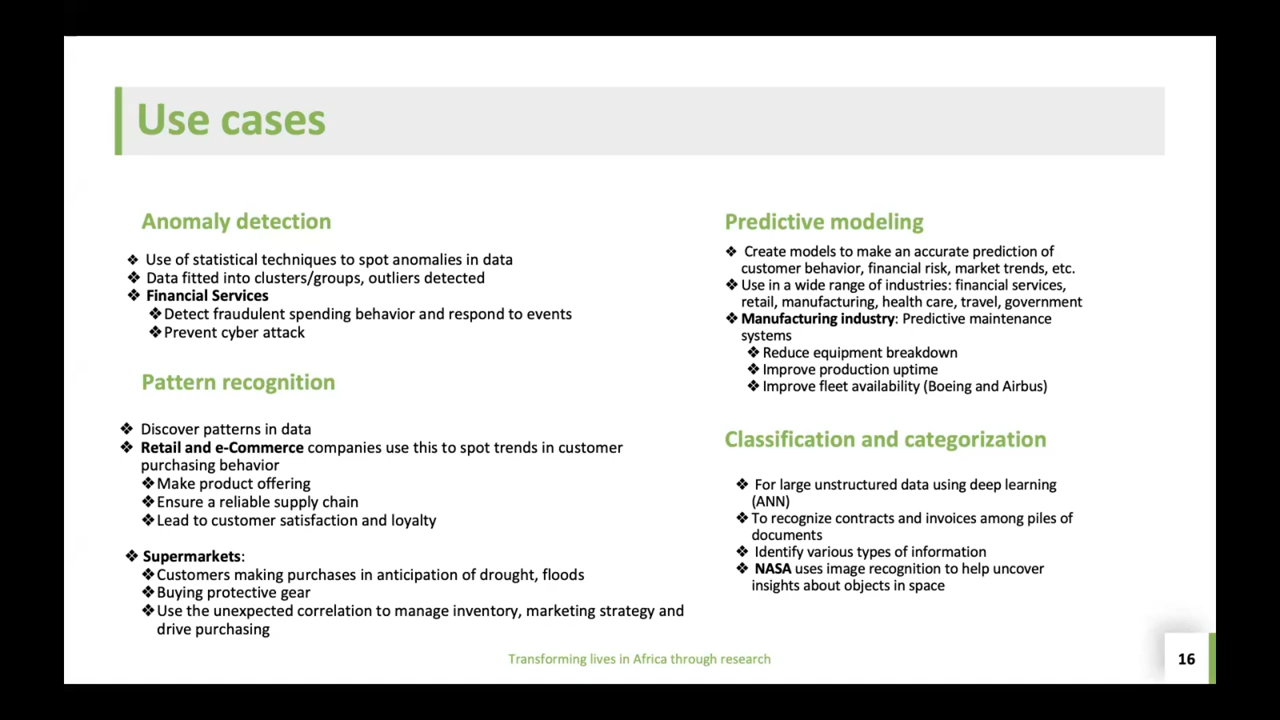 Use cases
Anomaly detection
❖ Use of statistical techniques to spot anomalies in data
❖ Data fitted into clusters/groups, outliers detected
❖ Financial Services
❖Detect fraudulent spending behavior and respond to events
❖Prevent cyber attack
Pattern recognition
❖ Discover patterns in data
❖ Retail and e-Commerce companies use this to spot trends in customer
purchasing behavior
❖Make product offering
❖Ensure a reliable supply chain
❖Lead to customer satisfaction and loyalty
❖ Supermarkets:
❖Customers making purchases in anticipation of drought, floods
❖Buying protective gear
❖Use the unexpected correlation to manage inventory, marketing strategy and
drive purchasing
Predictive modeling
❖ Create models to make an accurate prediction of
customer behavior, financial risk, market trends, etc.
❖Use in a wide range of industries: financial services,
retail, manufacturing, health care, travel, government
❖Manufacturing industry: Predictive maintenance
systems
❖Reduce equipment breakdown
❖Improve production uptime
❖Improve fleet availability (Boeing and Airbus)
Classification and categorization
❖ For large unstructured data using deep learning
(ANN)
❖To recognize contracts and invoices among piles of
documents
❖ Identify various types of information
❖ NASA uses image recognition to help uncover
insights about objects in space
Transforming lives in Africa through research
16